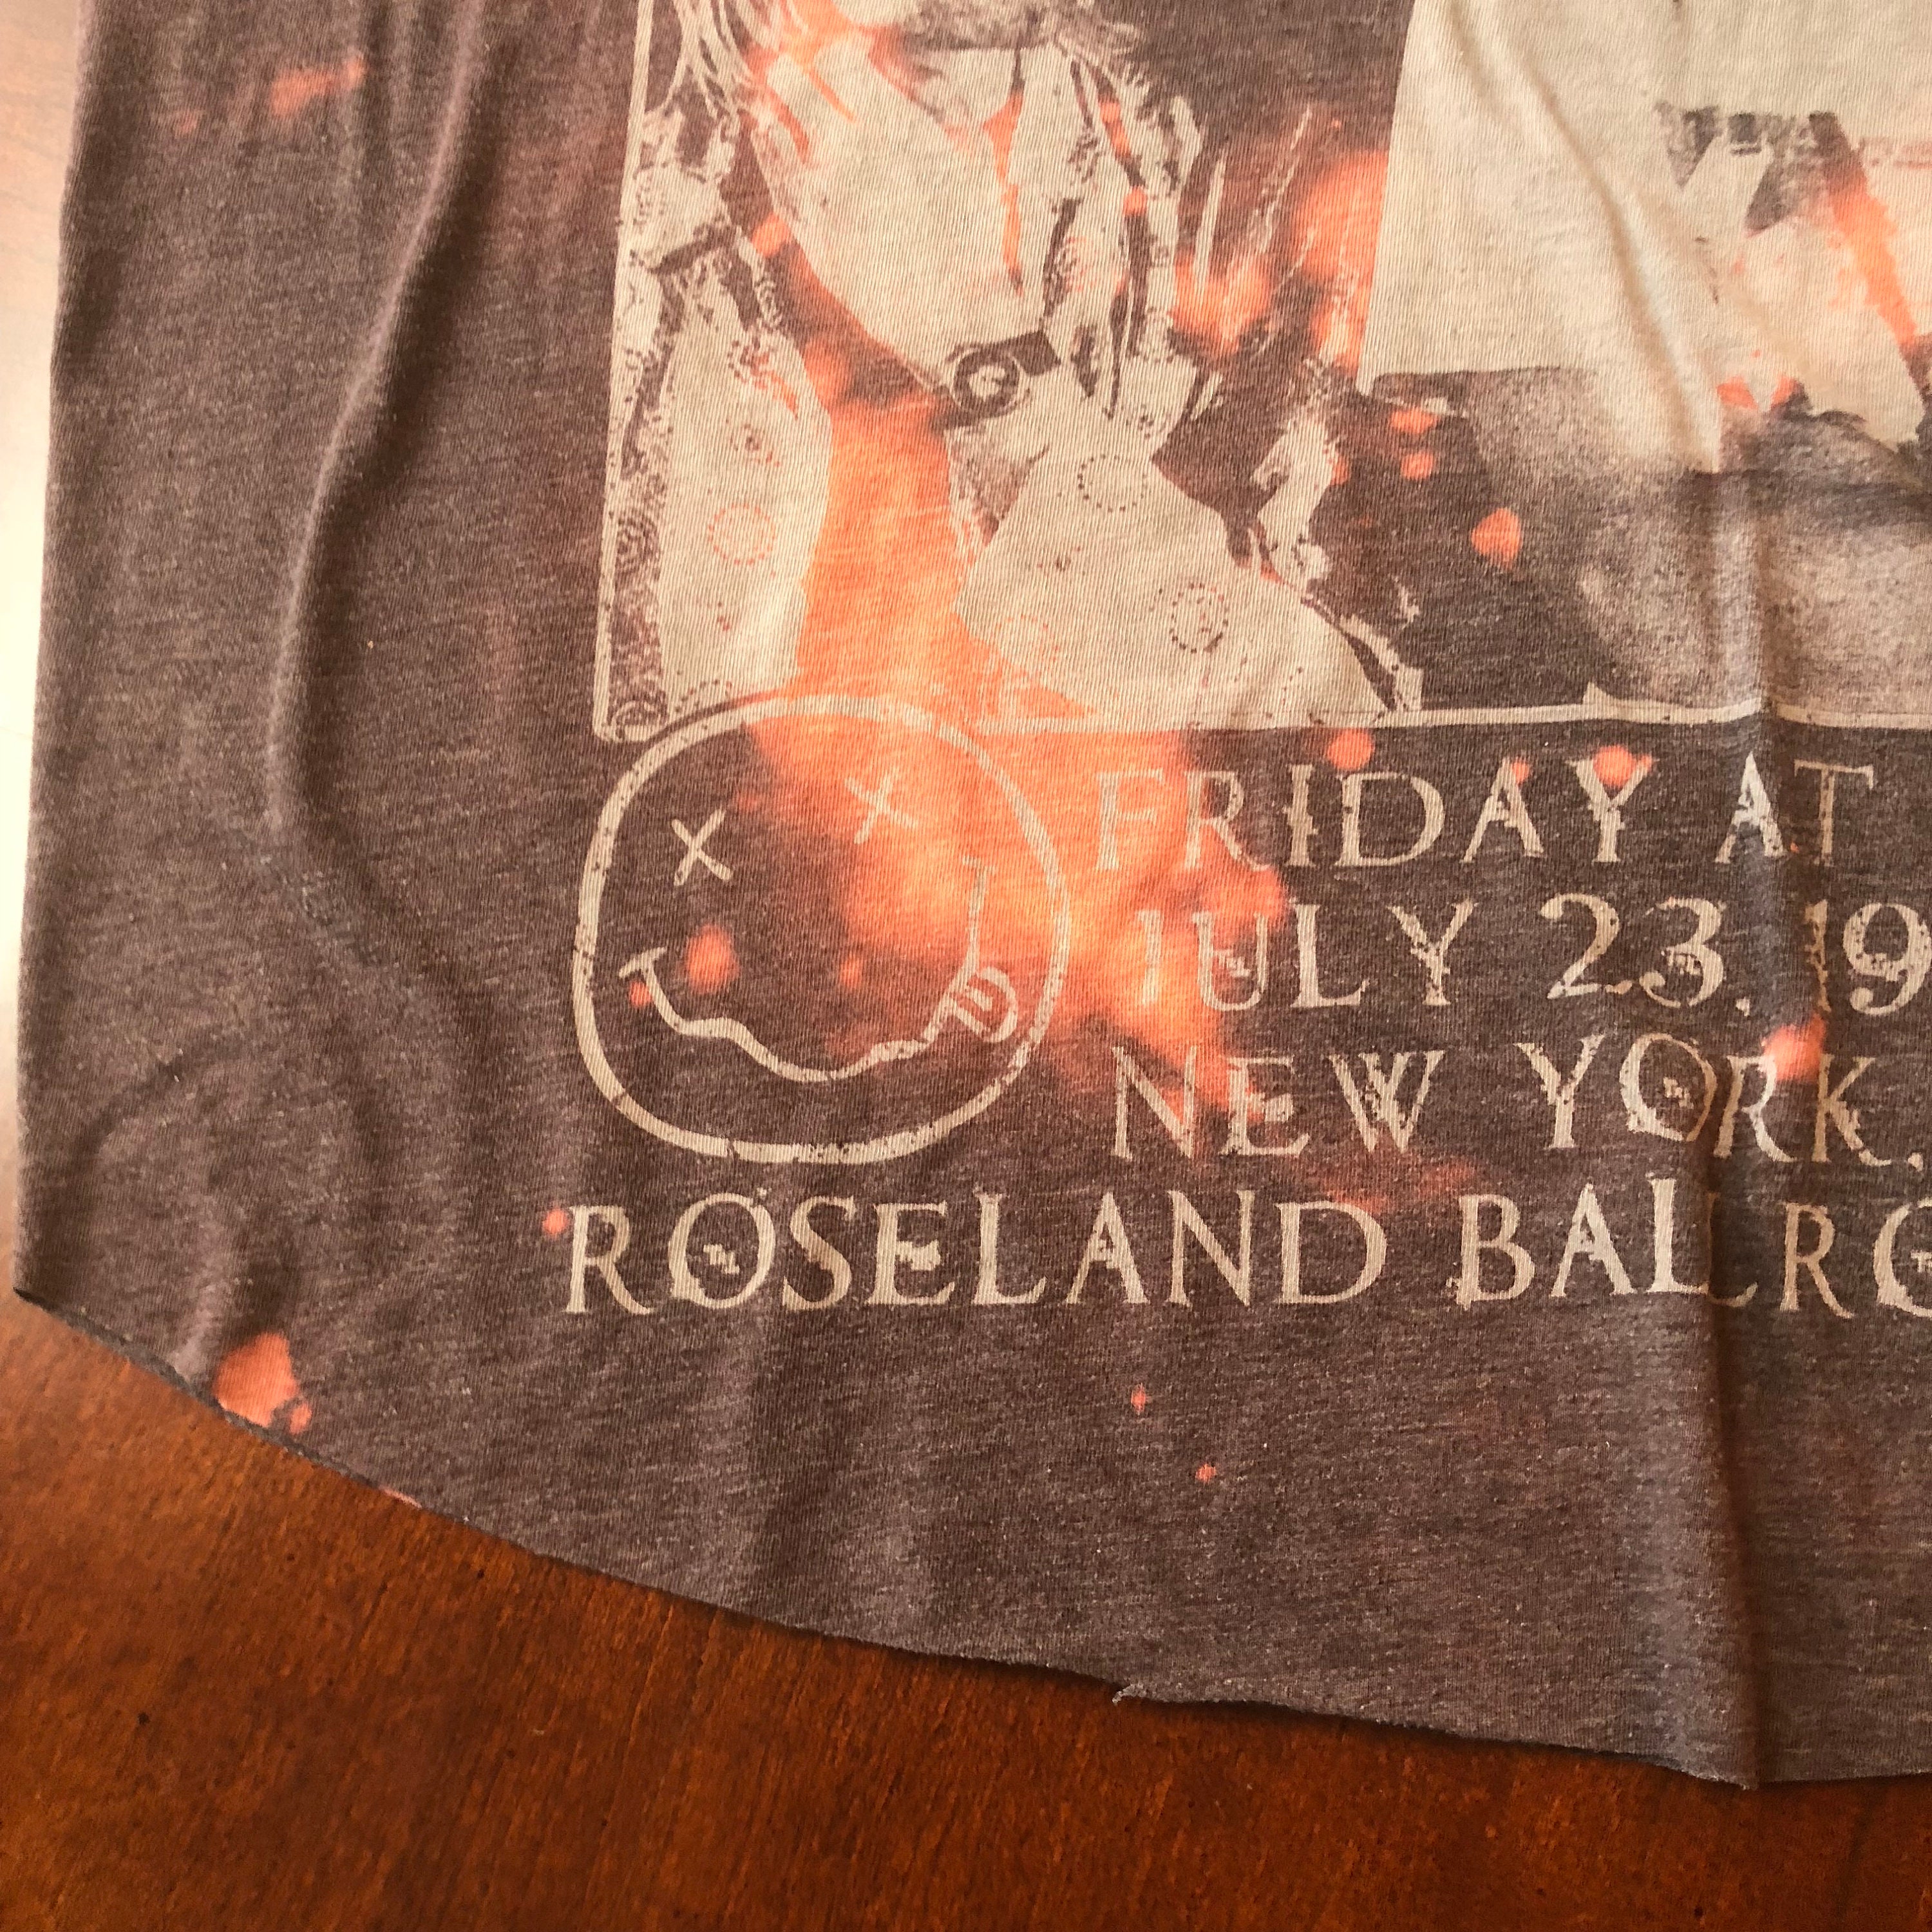 FRIDAY AT
JULY 23, 19
NEW YORK,
ROSELAND BALLRO